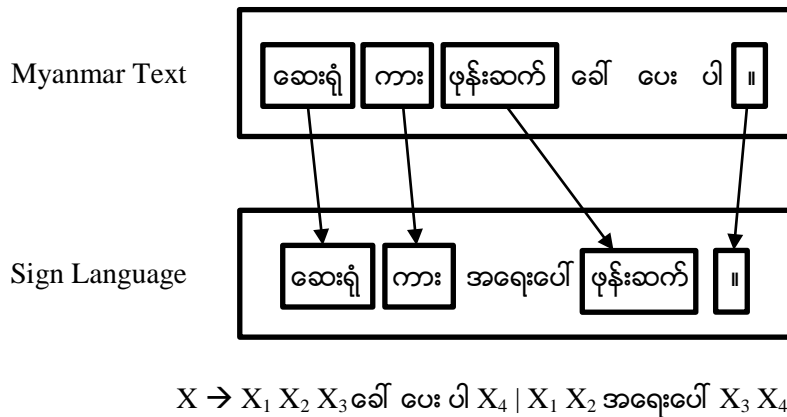 Myanmar Text ဆေးရုံ ကား ဖုန်းဆက် ခေါ် ပေး ပါ ။
Sign Language ဆေးရုံ ကား အရေးပေါ် ဖုန်းဆက် ။
X → X1 X2 X3 ခေါ် ပေး ပါ X4 | X1 X2 အရေးပေါ် X3 X4